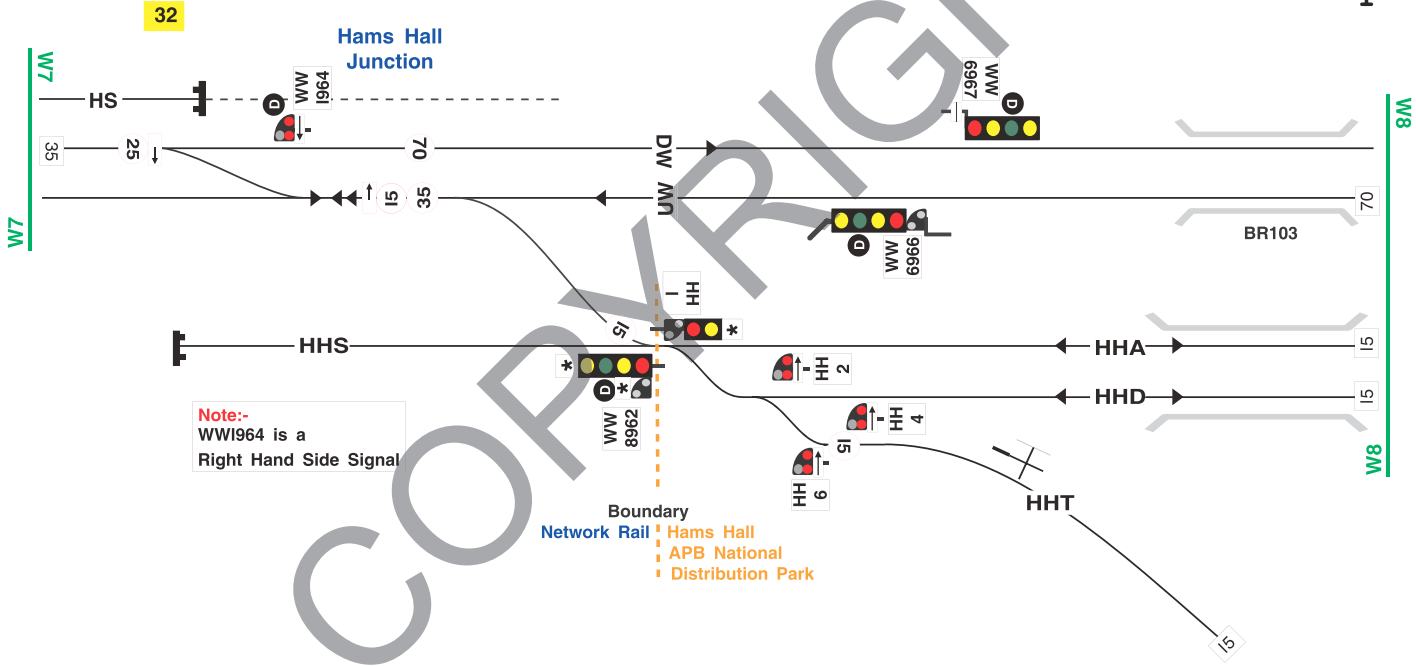 32
Hams Hall
Junction
W7
HS
D
WW
I964
WW
6967
D
W8
35
25
70
DW
I5
35
UW
70
W7
D
WW
6966
BR103
HH
I
I5
*
HHS
HHA
I5
*
D
*
WW
8962
HH
2
HHD
I5
HH
4
I5
HH
6
Note:-
WWI964 is a
Right Hand Side Signal
W8
HHT
Boundary
Network Rail
Hams Hall
APB National
Distribution Park
I5
COPYRIG